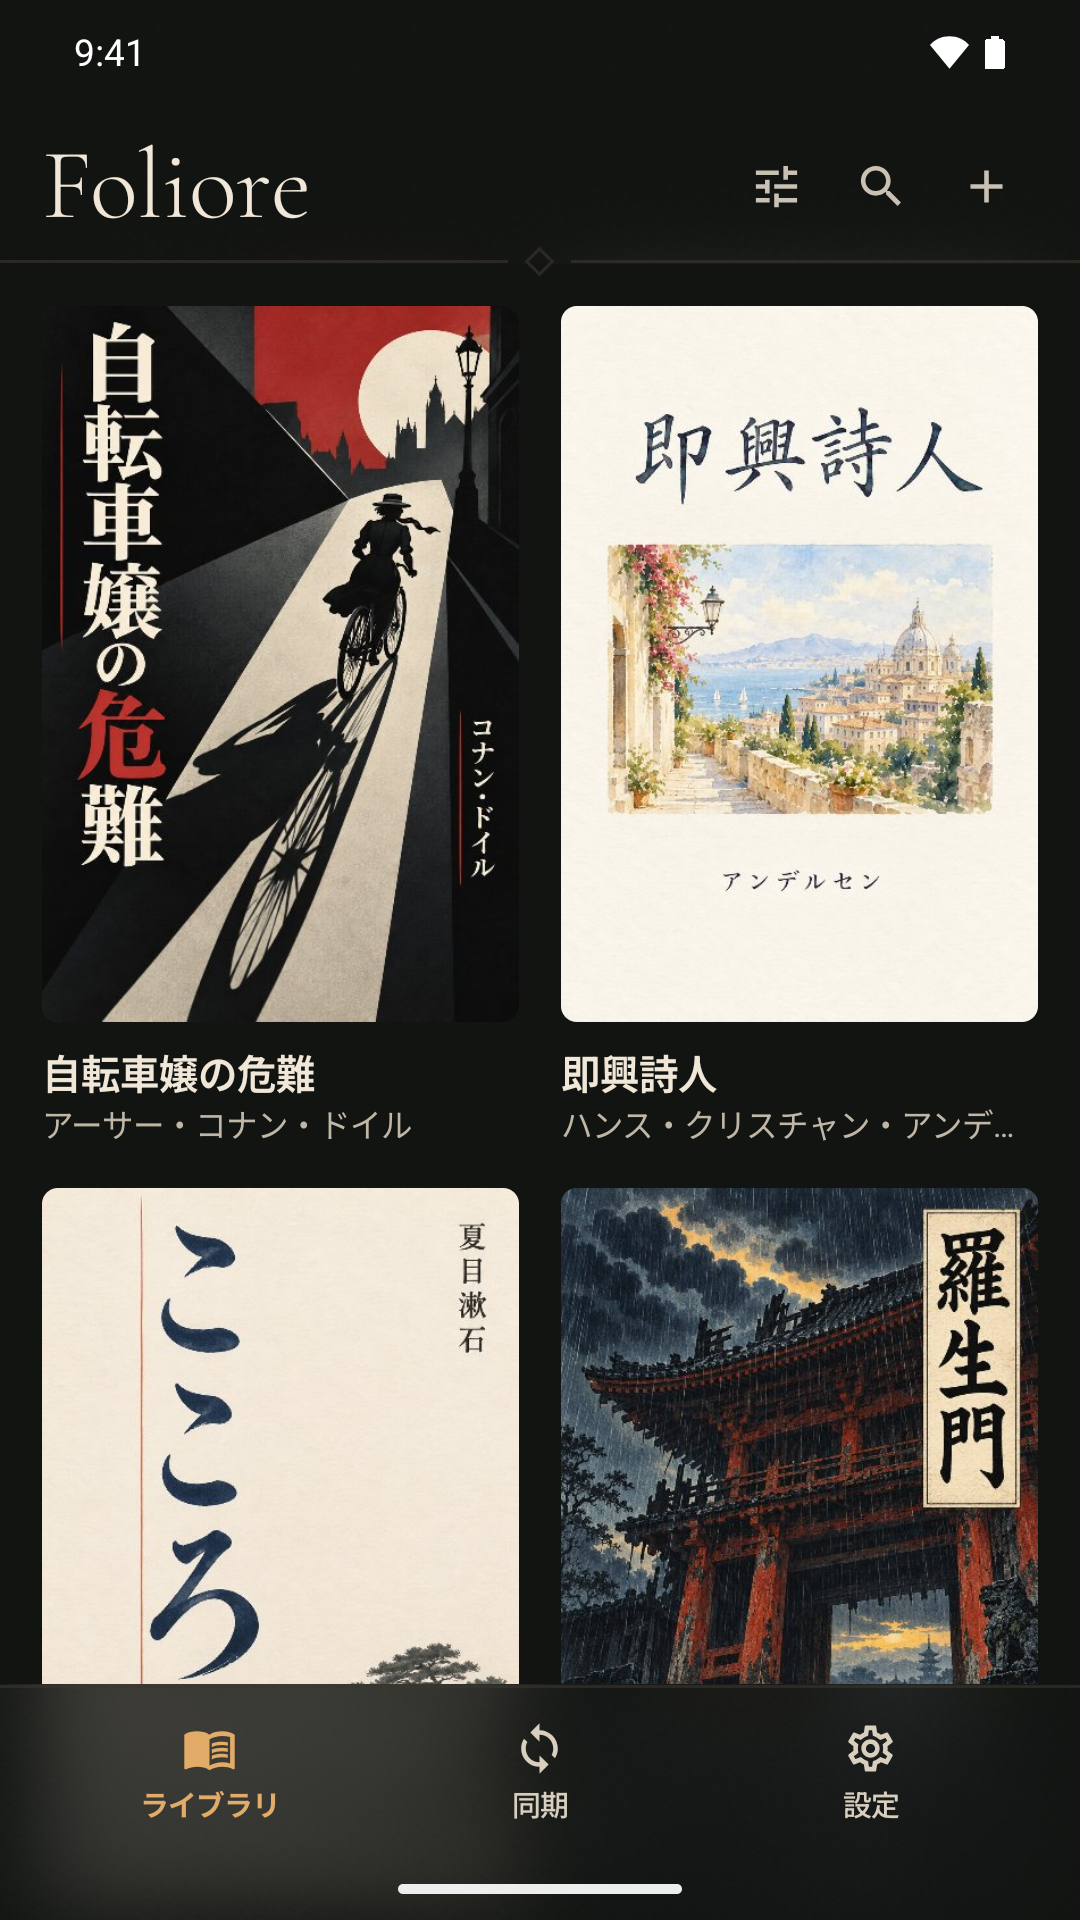 9:41
Foliore
自転車嬢の危難
コナン・ドイル
即興詩人
アンデルセン
自転車嬢の危難
アーサー・コナン・ドイル
即興詩人
ハンス・クリスチャン・アンデ…
こころ
夏目漱石
羅生門
ライブラリ
同期
設定